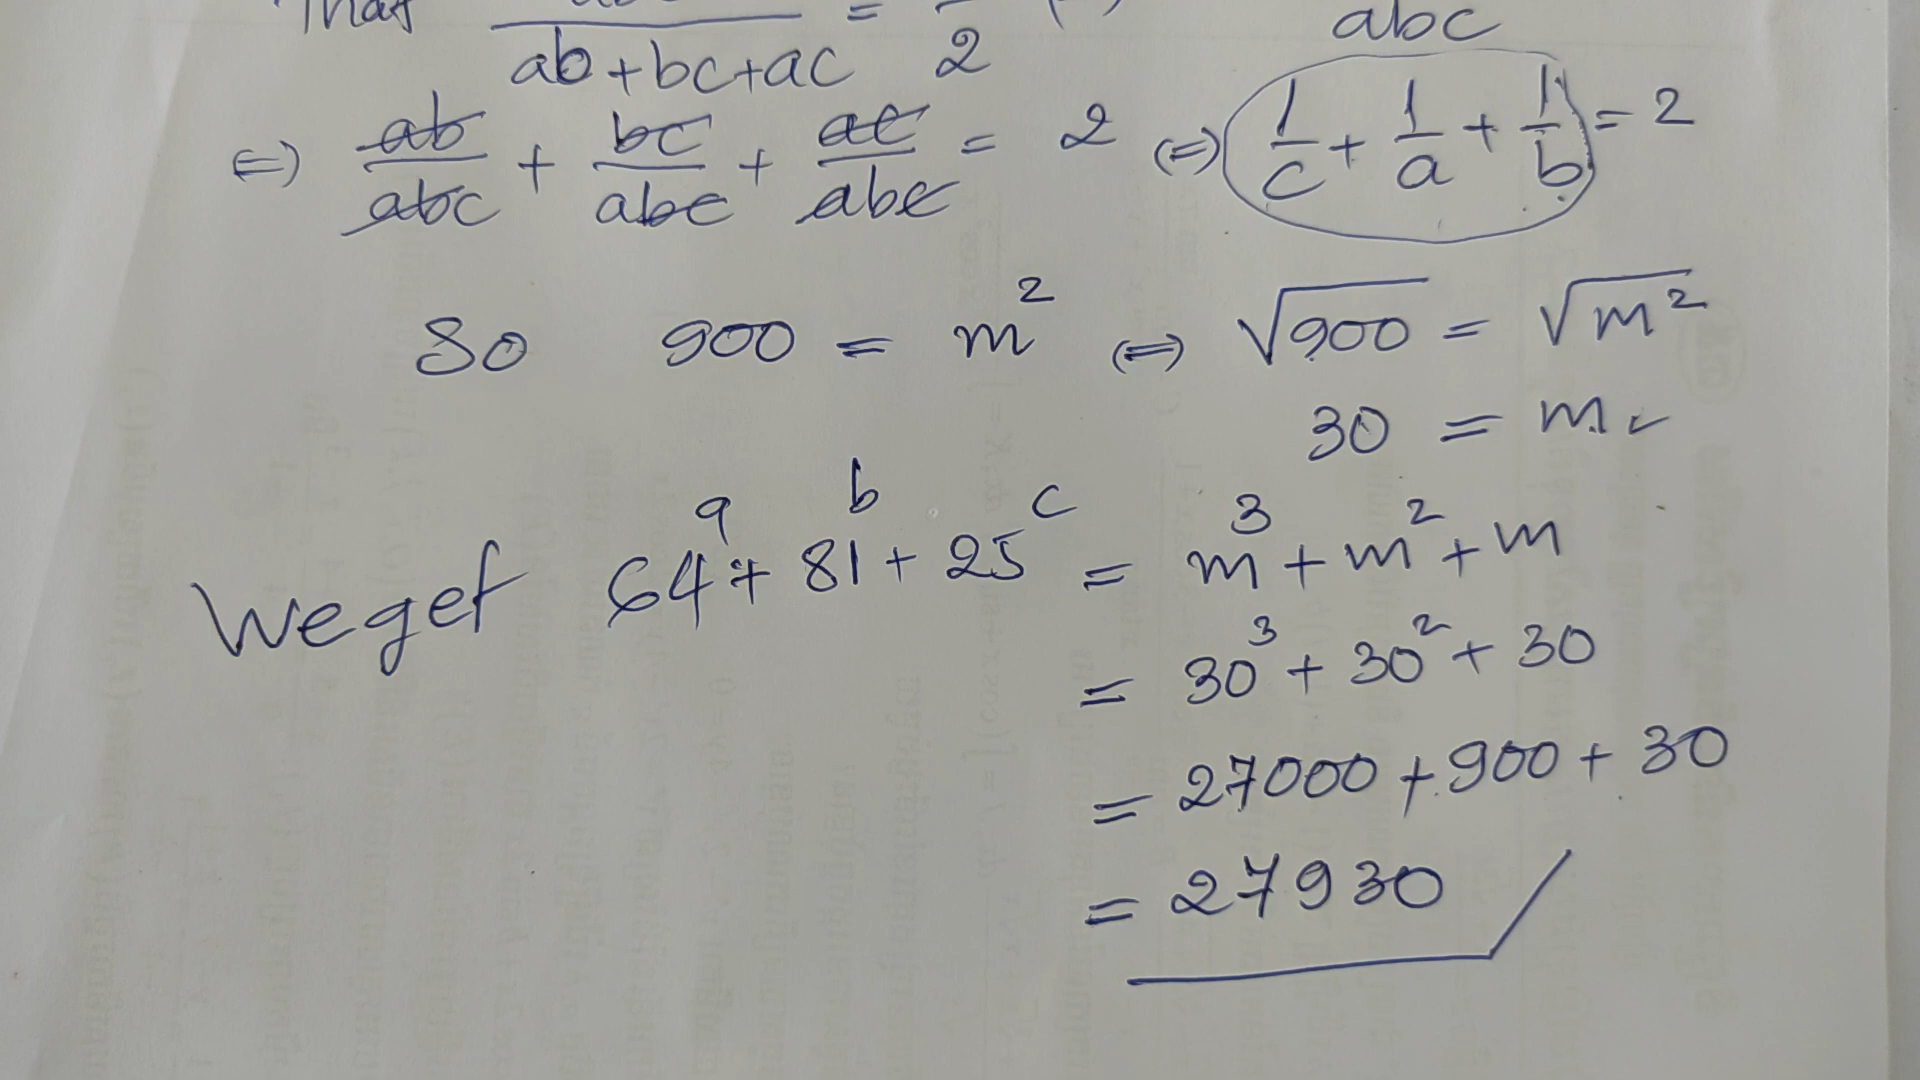 That = 2
ab+bc+ac abc
⇔ ab/abc + bc/abc + ac/abc = 2 ⇔ 1/c + 1/a + 1/b = 2
So 900 = m² ⇔ √900 = √m²
30 = m
We get 64^a + 81^b + 25^c = m³ + m² + m
= 30³ + 30² + 30
= 27000 + 900 + 30
= 27930